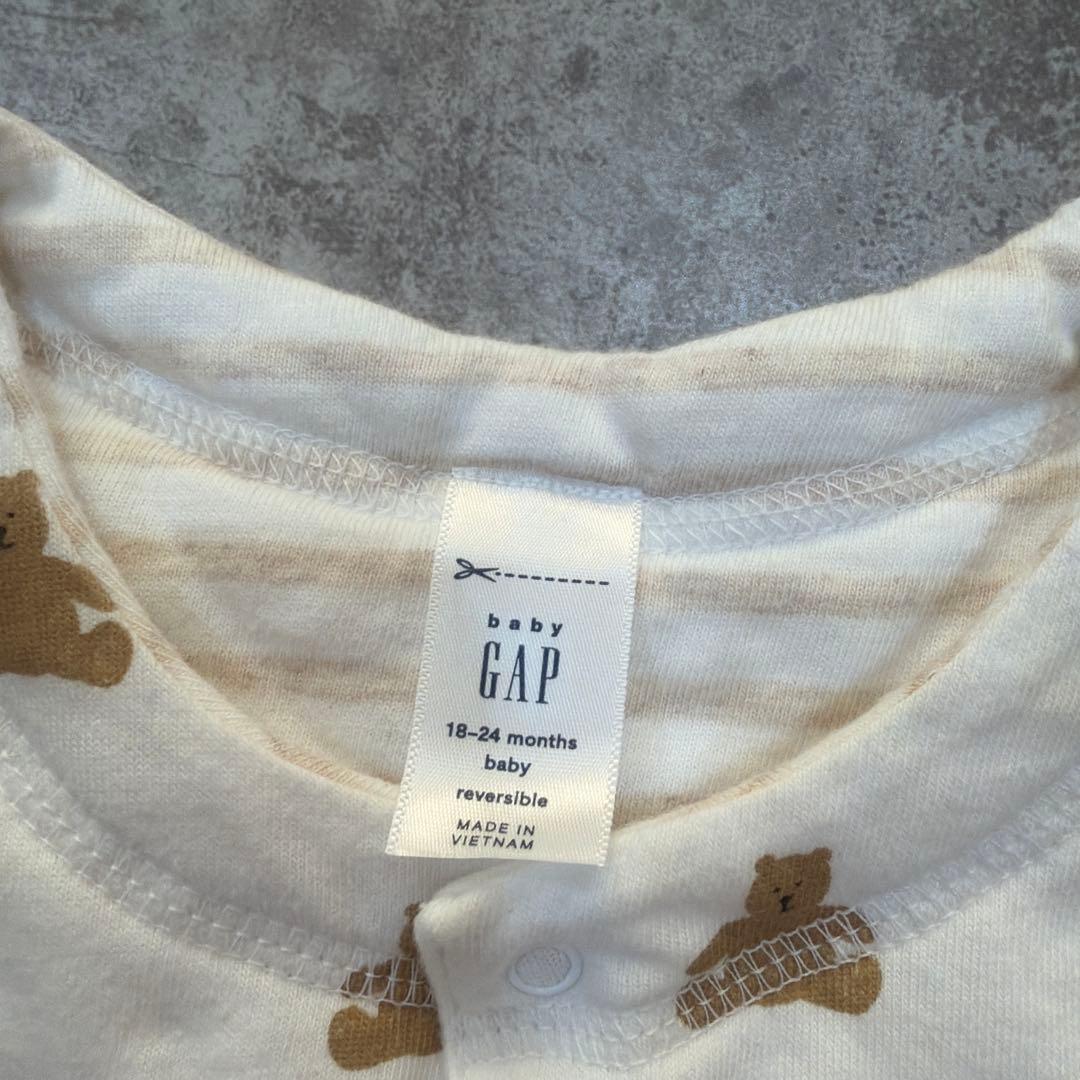 baby
GAP
18–24 months
baby
reversible
MADE IN
VIETNAM